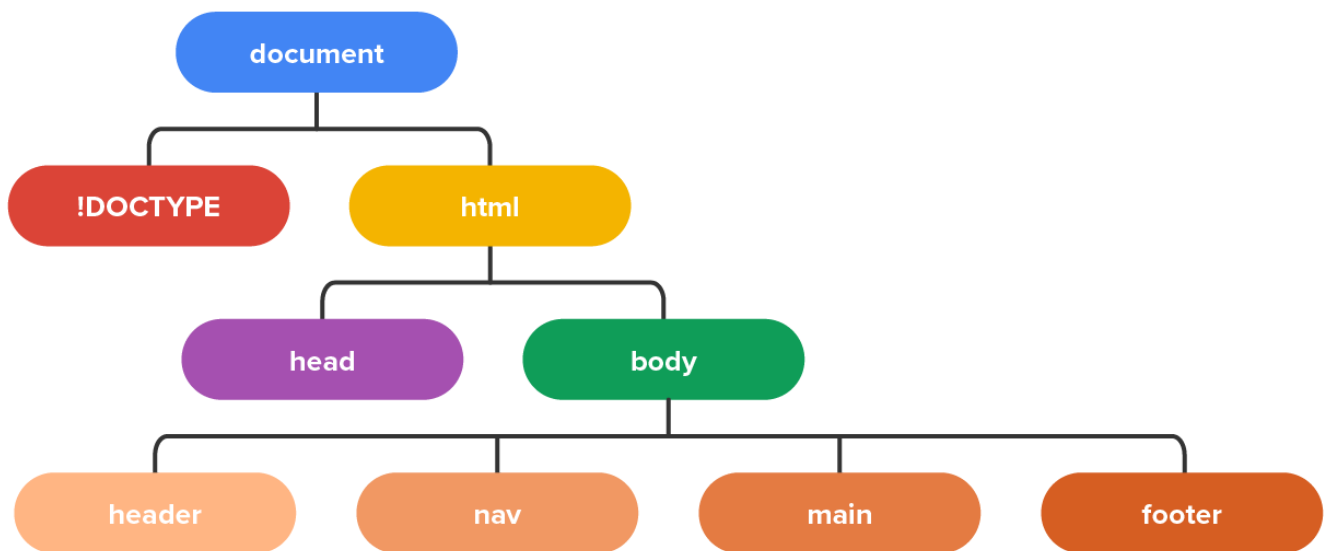 document
!DOCTYPE
html
head
body
header
nav
main
footer